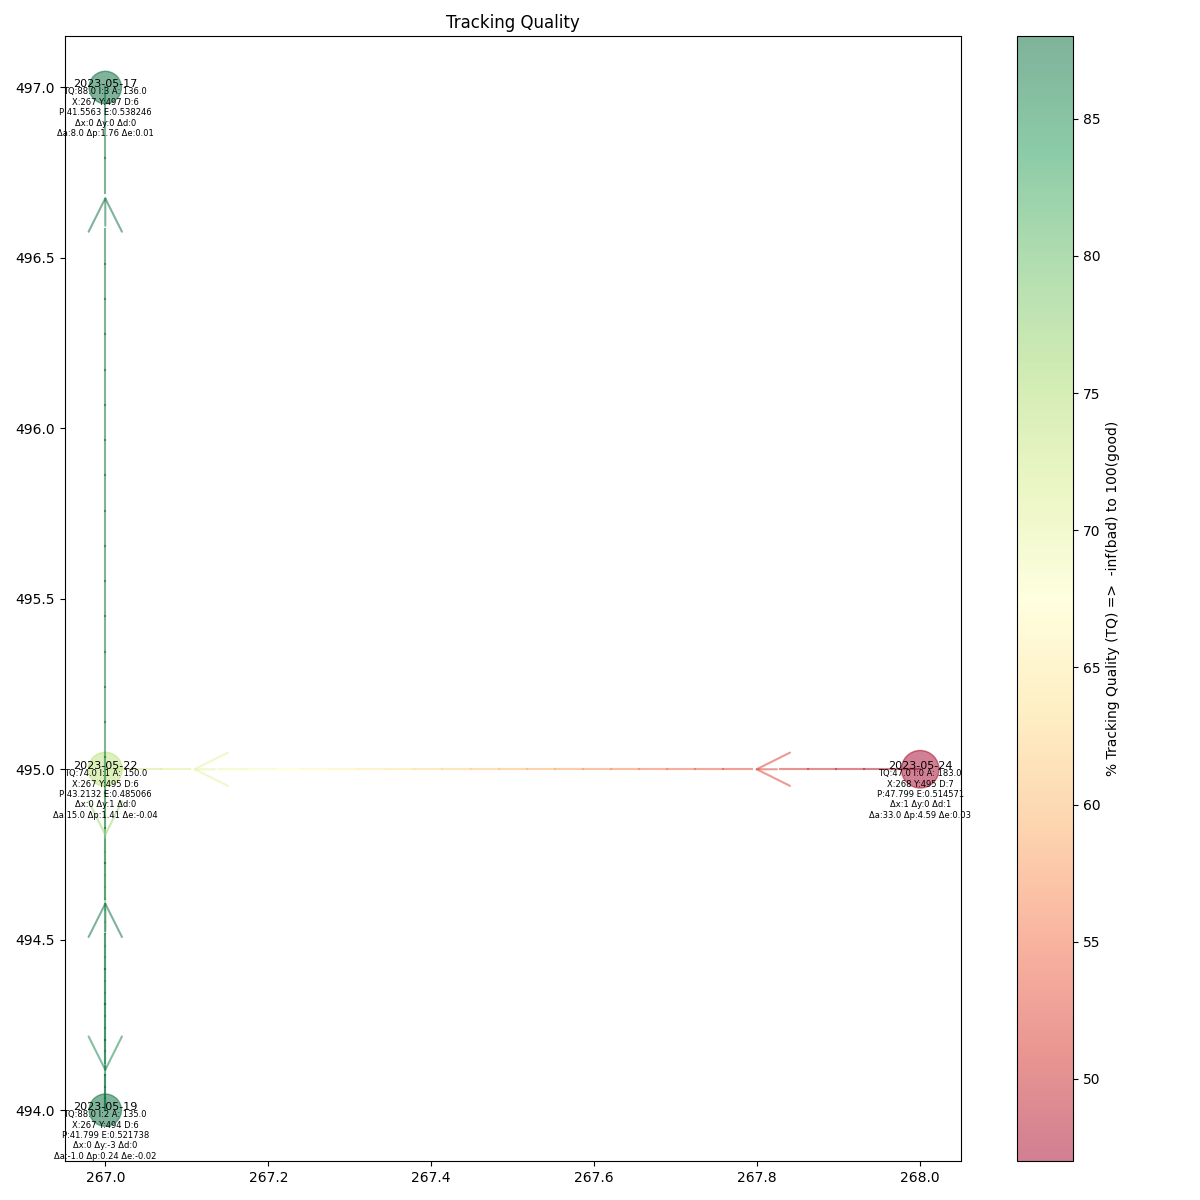 Tracking Quality
497.0
496.5
496.0
495.5
495.0
494.5
494.0
2023-05-17
TQ:88.0 I:3 A: 136.0
X:267 Y:497 D:6
P:41.5563 E:0.538246
Δx:0 Δy:0 Δd:0
Δa:8.0 Δp:1.76 Δe:0.01
2023-05-22
TQ:74.0 I:1 A: 150.0
X:267 Y:495 D:6
P:43.2132 E:0.485066
Δx:0 Δy:1 Δd:0
Δa:15.0 Δp:1.41 Δe:-0.04
2023-05-24
TQ:47.0 I:0 A: 183.0
X:268 Y:495 D:7
P:47.799 E:0.514571
Δx:1 Δy:0 Δd:1
Δa:33.0 Δp:4.59 Δe:0.03
2023-05-19
TQ:88.0 I:2 A: 135.0
X:267 Y:494 D:6
P:41.799 E:0.521738
Δx:0 Δy:-3 Δd:0
Δa:-1.0 Δp:0.24 Δe:-0.02
267.0
267.2
267.4
267.6
267.8
268.0
85
80
75
70
65
60
55
50
% Tracking Quality (TQ) =>  -inf(bad) to 100(good)